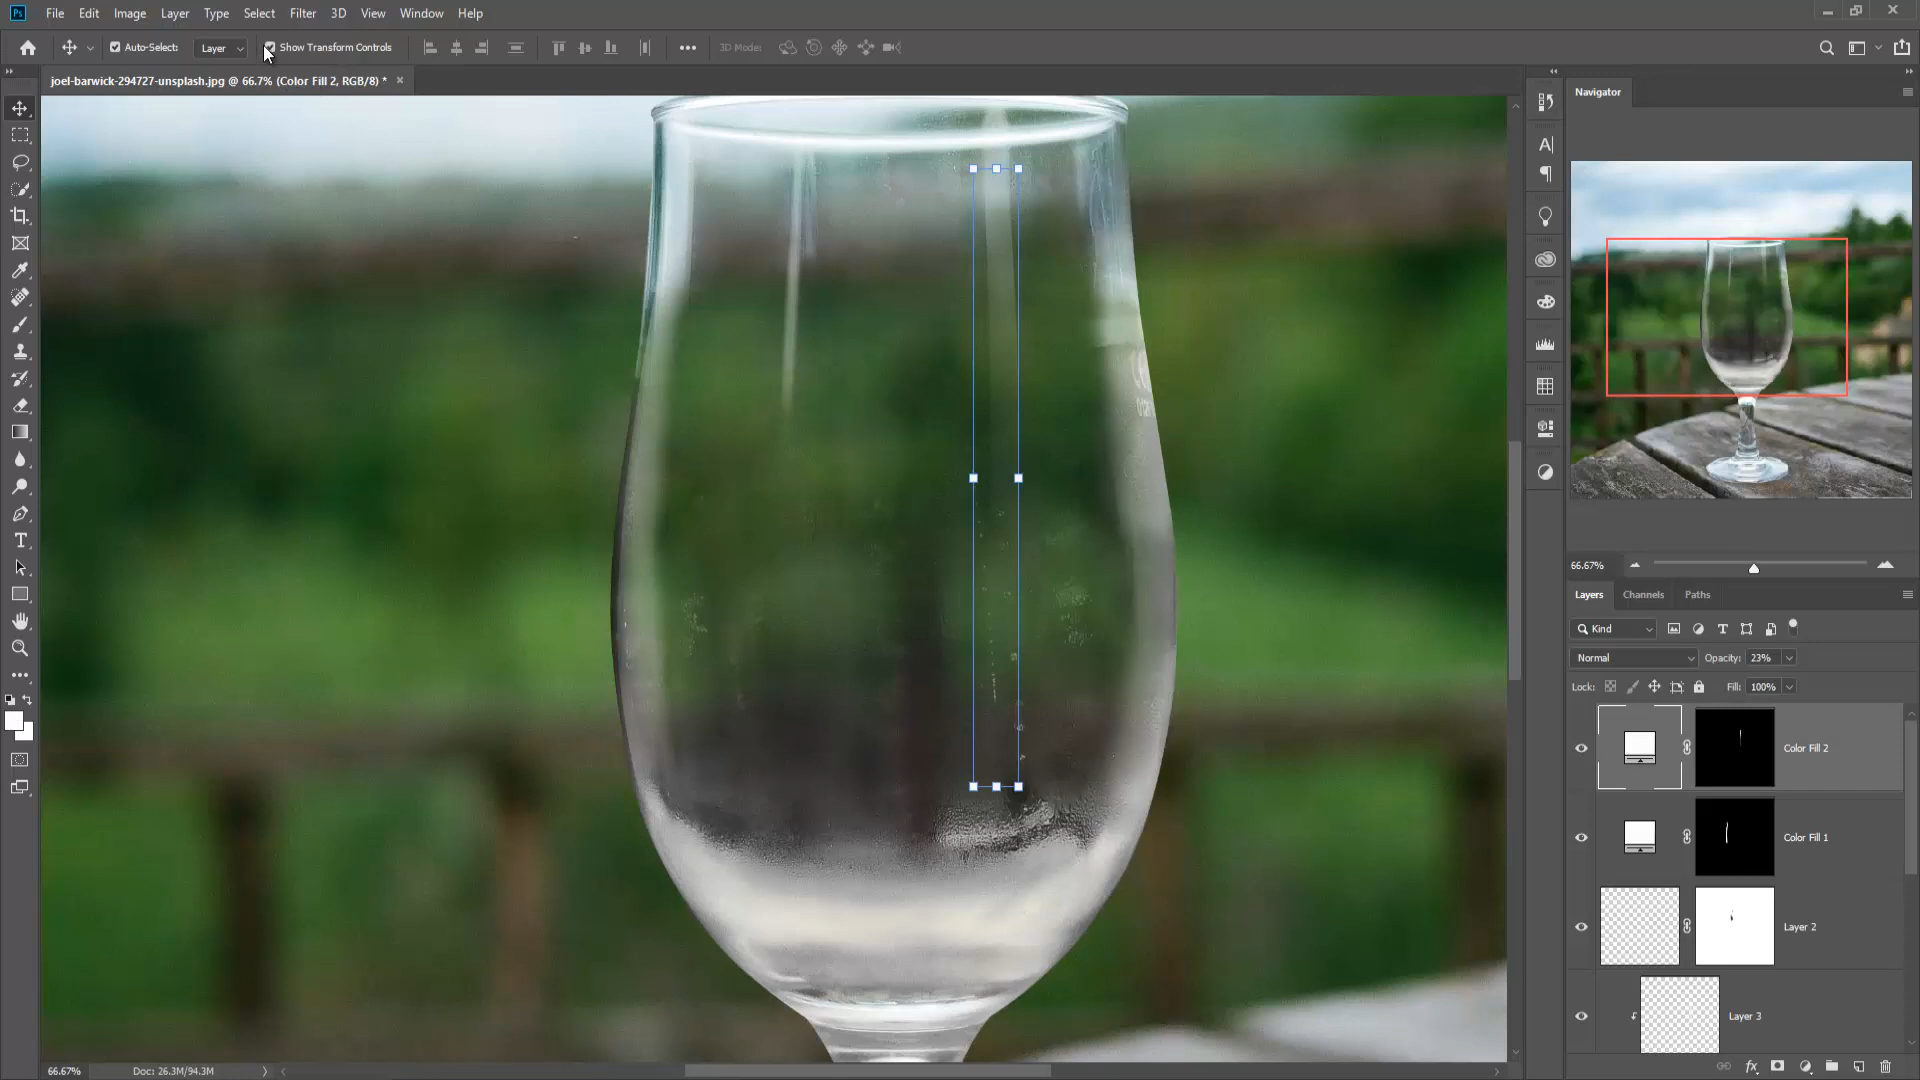 Ps File Edit Image Layer Type Select Filter 3D View Window Help
Auto-Select: Layer Show Transform Controls 3D Mode:
joel-barwick-294727-unsplash.jpg @ 66.7% (Color Fill 2, RGB/8) *
Navigator
66.67%
Layers Channels Paths
Kind
Normal Opacity: 23%
Lock: Fill: 100%
Color Fill 2
Color Fill 1
Layer 2
Layer 3
66.67% Doc: 26.3M/94.3M